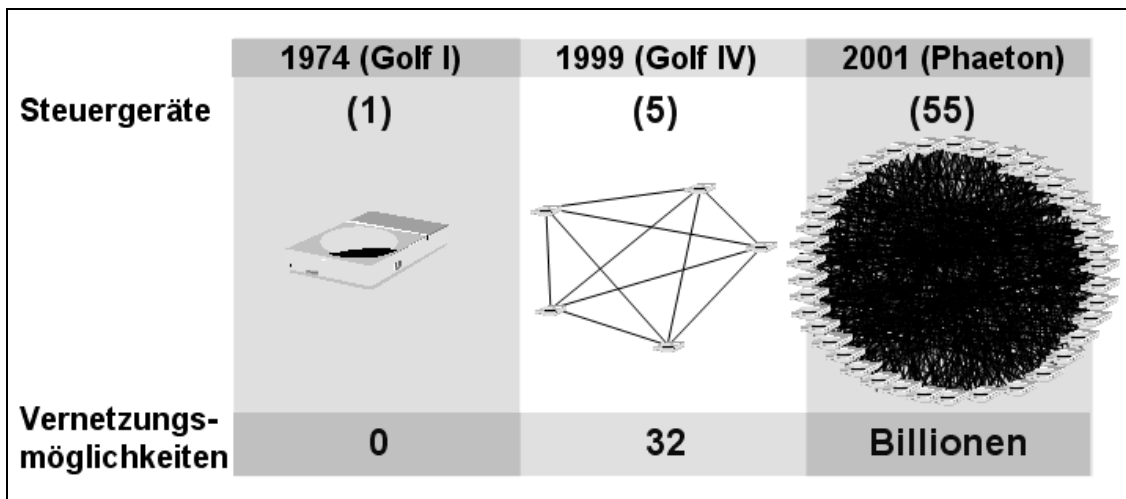 1974 (Golf I) 1999 (Golf IV) 2001 (Phaeton)
Steuergeräte (1) (5) (55)
Vernetzungs-
möglichkeiten 0 32 Billionen